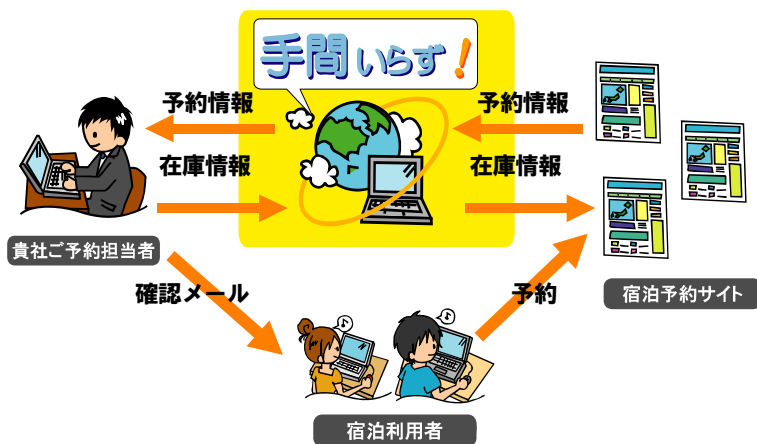 手間いらず！
予約情報
予約情報
在庫情報
在庫情報
貴社ご予約担当者
確認メール
予約
宿泊予約サイト
宿泊利用者